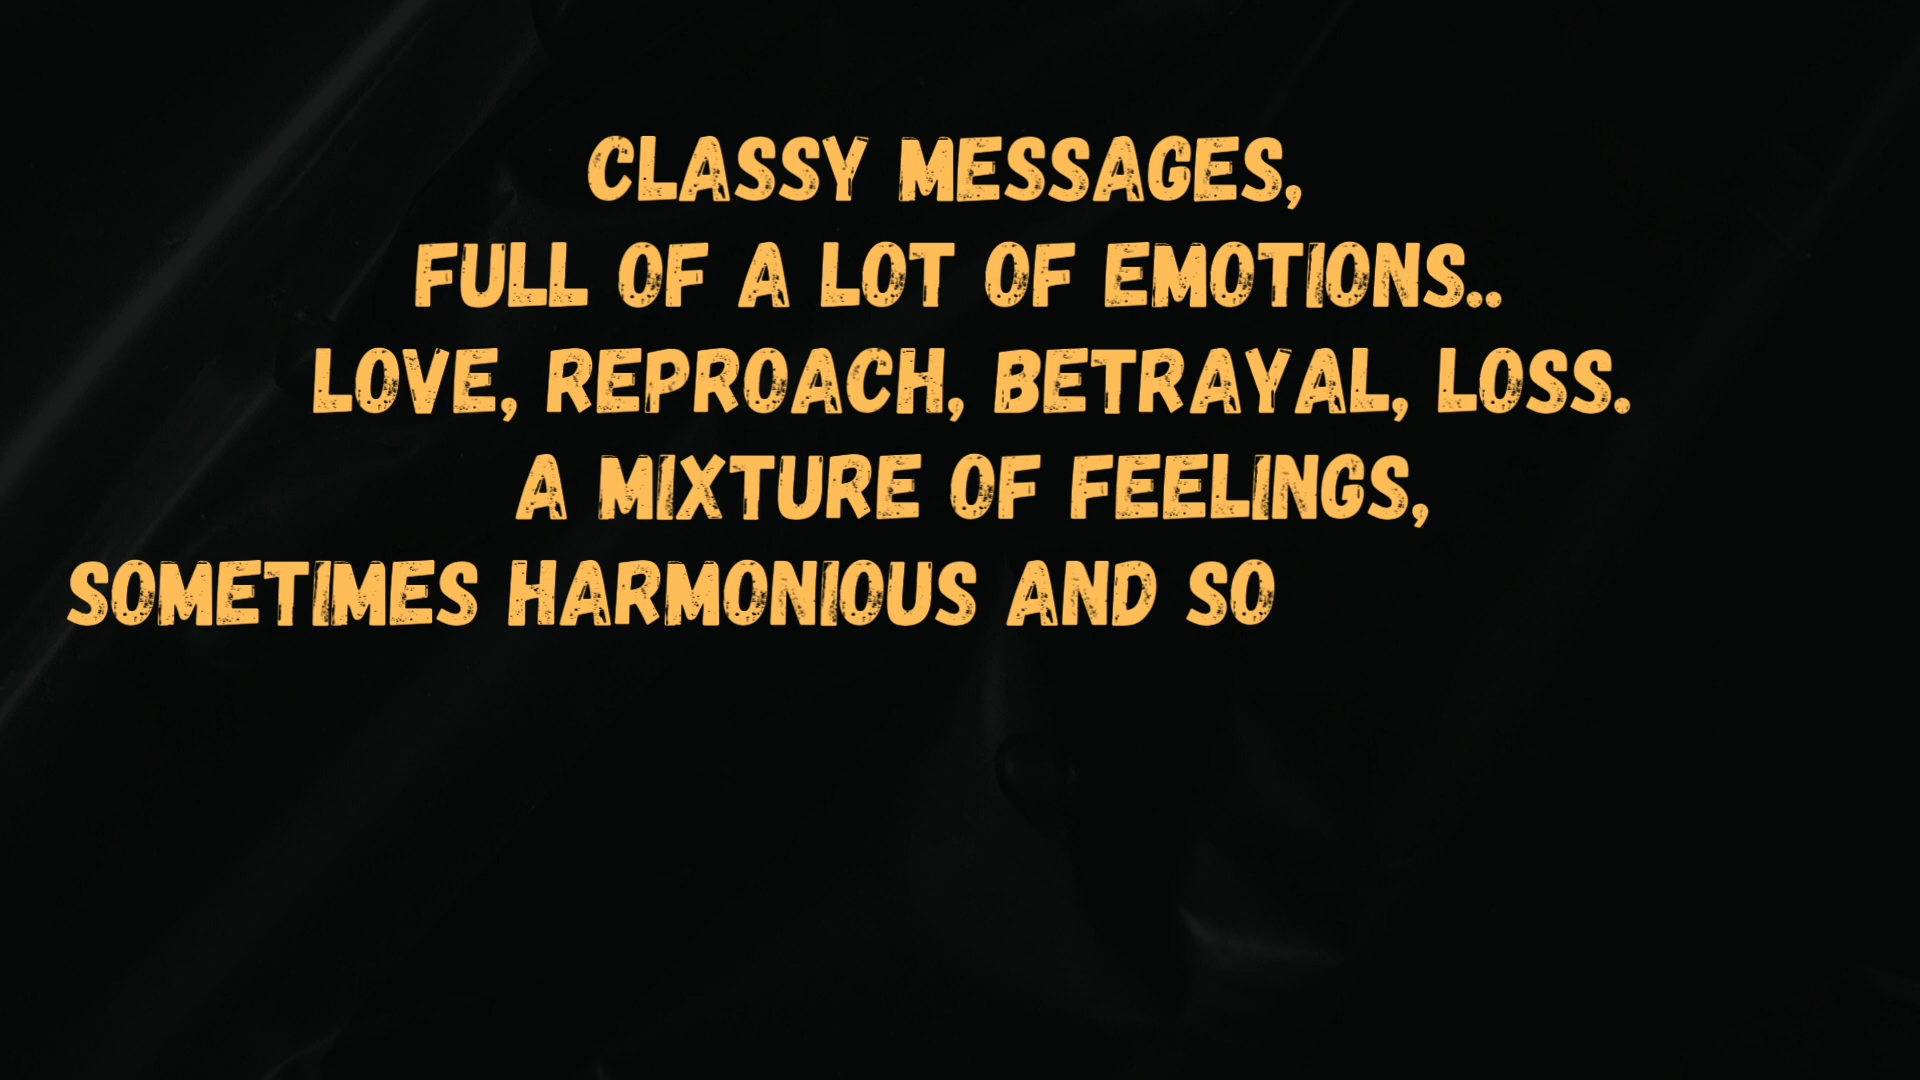 CLASSY MESSAGES,
FULL OF A LOT OF EMOTIONS..
LOVE, REPROACH, BETRAYAL, LOSS.
A MIXTURE OF FEELINGS,
SOMETIMES HARMONIOUS AND SO